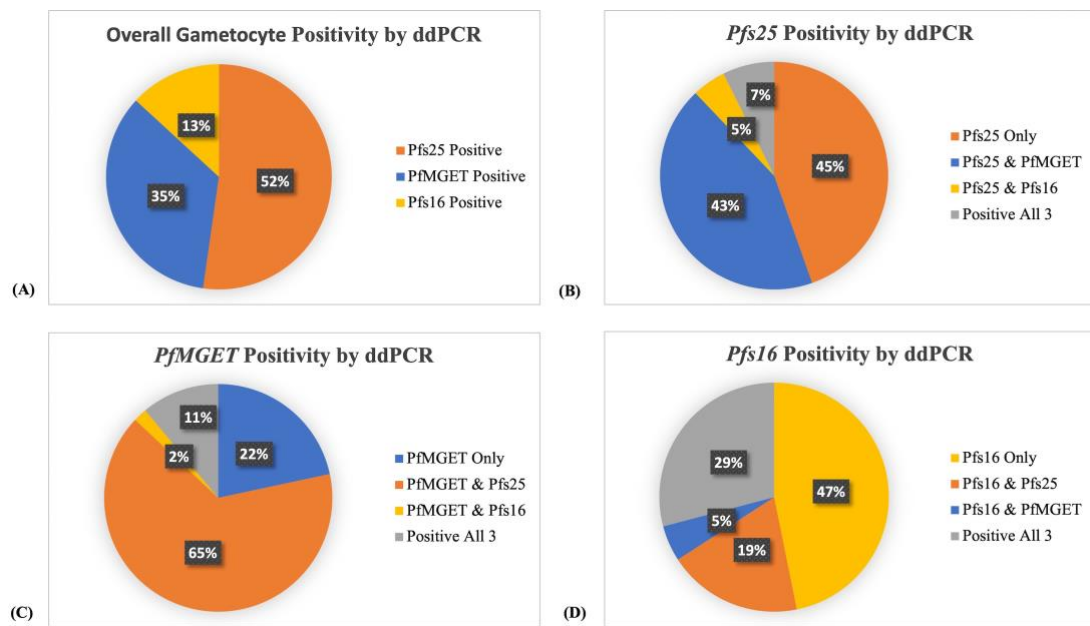 Overall Gametocyte Positivity by ddPCR
13%
35%
52%
Pfs25 Positive
PfMGET Positive
Pfs16 Positive
(A)
Pfs25 Positivity by ddPCR
7%
5%
45%
43%
Pfs25 Only
Pfs25 & PfMGET
Pfs25 & Pfs16
Positive All 3
(B)
PfMGET Positivity by ddPCR
11%
22%
2%
65%
PfMGET Only
PfMGET & Pfs25
PfMGET & Pfs16
Positive All 3
(C)
Pfs16 Positivity by ddPCR
29%
47%
5%
19%
Pfs16 Only
Pfs16 & Pfs25
Pfs16 & PfMGET
Positive All 3
(D)